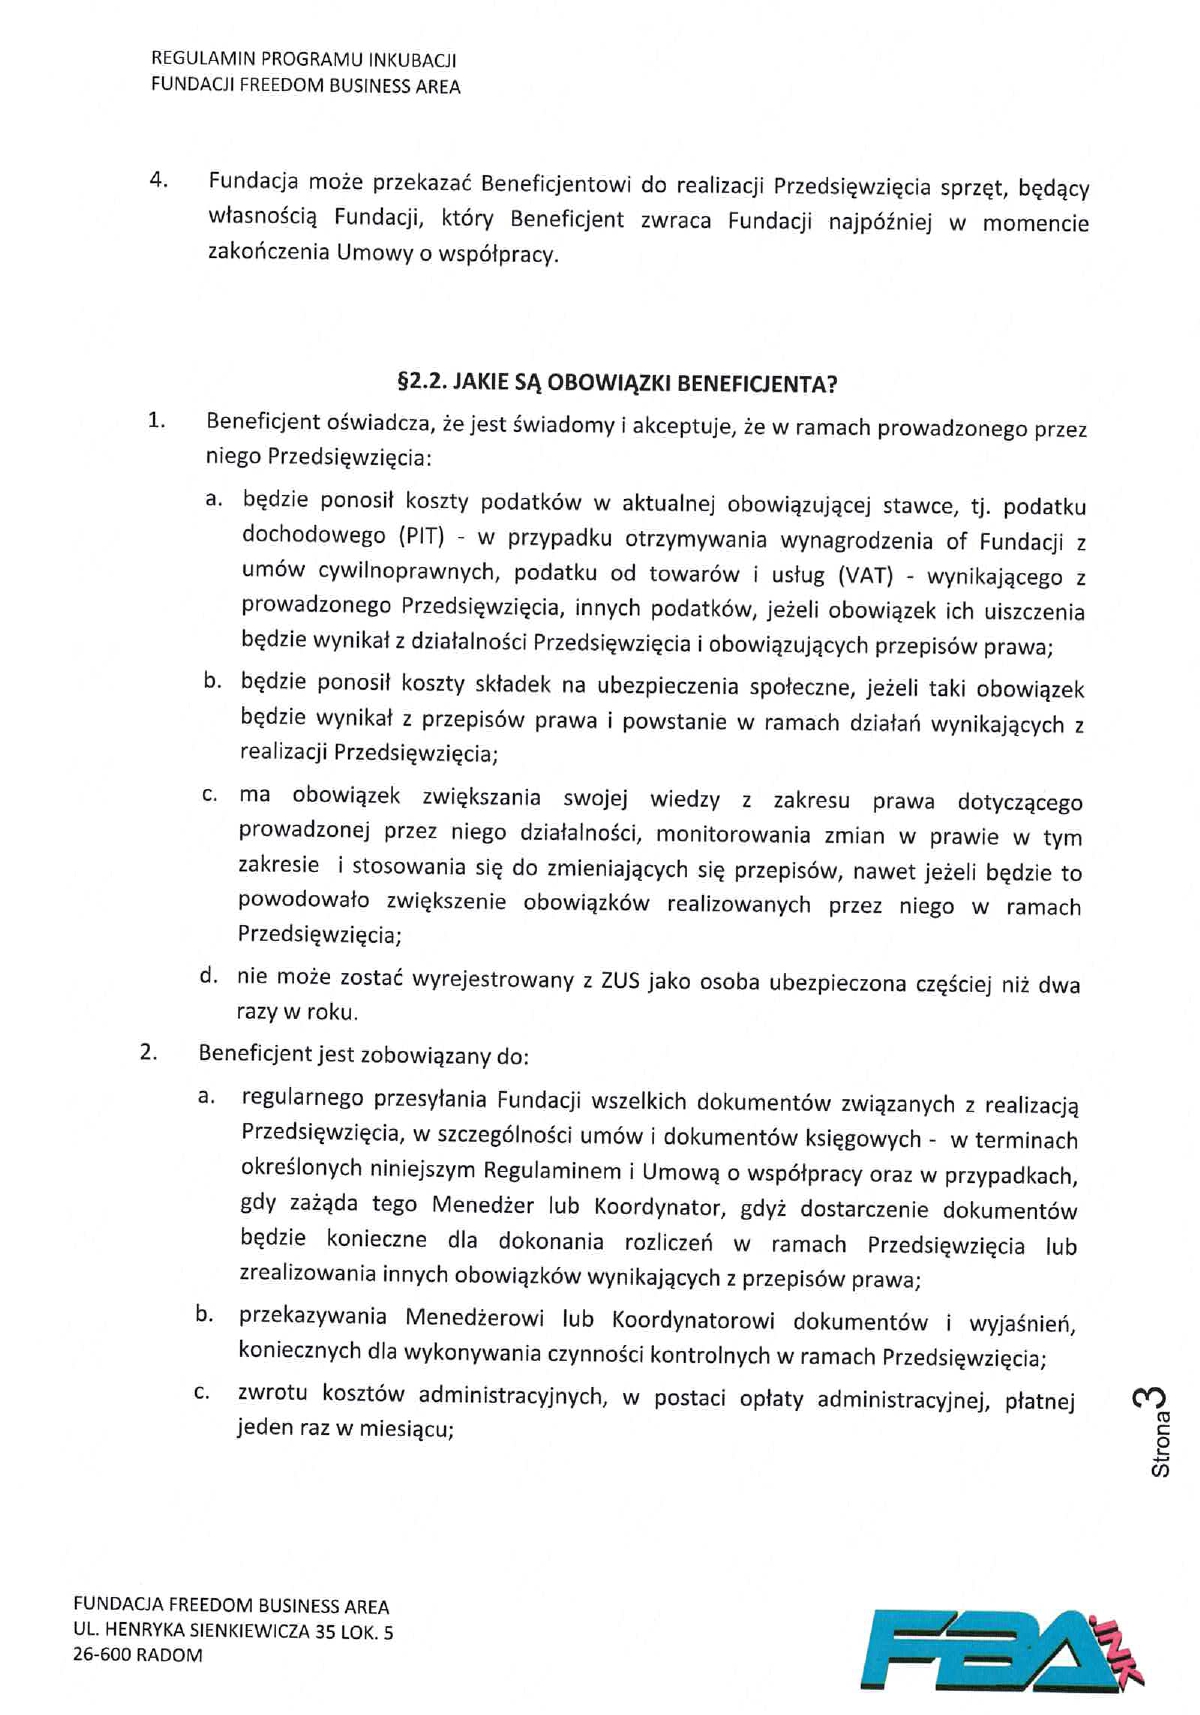 REGULAMIN PROGRAMU INKUBACJI
FUNDACJI FREEDOM BUSINESS AREA
4. Fundacja może przekazać Beneficjentowi do realizacji Przedsięwzięcia sprzęt, będący
własnością Fundacji, który Beneficjent zwraca Fundacji najpóźniej w momencie
zakończenia Umowy o współpracy.
§2.2. JAKIE SĄ OBOWIĄZKI BENEFICJENTA?
1. Beneficjent oświadcza, że jest świadomy i akceptuje, że w ramach prowadzonego przez
niego Przedsięwzięcia:
a. będzie ponosił koszty podatków w aktualnej obowiązującej stawce, tj. podatku
dochodowego (PIT) - w przypadku otrzymywania wynagrodzenia of Fundacji z
umów cywilnoprawnych, podatku od towarów i usług (VAT) - wynikającego z
prowadzonego Przedsięwzięcia, innych podatków, jeżeli obowiązek ich uiszczenia
będzie wynikał z działalności Przedsięwzięcia i obowiązujących przepisów prawa;
b. będzie ponosił koszty składek na ubezpieczenia społeczne, jeżeli taki obowiązek
będzie wynikał z przepisów prawa i powstanie w ramach działań wynikających z
realizacji Przedsięwzięcia;
c. ma obowiązek zwiększania swojej wiedzy z zakresu prawa dotyczącego
prowadzonej przez niego działalności, monitorowania zmian w prawie w tym
zakresie i stosowania się do zmieniających się przepisów, nawet jeżeli będzie to
powodowało zwiększenie obowiązków realizowanych przez niego w ramach
Przedsięwzięcia;
d. nie może zostać wyrejestrowany z ZUS jako osoba ubezpieczona częściej niż dwa
razy w roku.
2. Beneficjent jest zobowiązany do:
a. regularnego przesyłania Fundacji wszelkich dokumentów związanych z realizacją
Przedsięwzięcia, w szczególności umów i dokumentów księgowych - w terminach
określonych niniejszym Regulaminem i Umową o współpracy oraz w przypadkach,
gdy zażąda tego Menedżer lub Koordynator, gdyż dostarczenie dokumentów
będzie konieczne dla dokonania rozliczeń w ramach Przedsięwzięcia lub
zrealizowania innych obowiązków wynikających z przepisów prawa;
b. przekazywania Menedżerowi lub Koordynatorowi dokumentów i wyjaśnień,
koniecznych dla wykonywania czynności kontrolnych w ramach Przedsięwzięcia;
c. zwrotu kosztów administracyjnych, w postaci opłaty administracyjnej, płatnej
jeden raz w miesiącu;
Strona 3
FUNDACJA FREEDOM BUSINESS AREA
UL. HENRYKA SIENKIEWICZA 35 LOK. 5
26-600 RADOM
FBA.INK